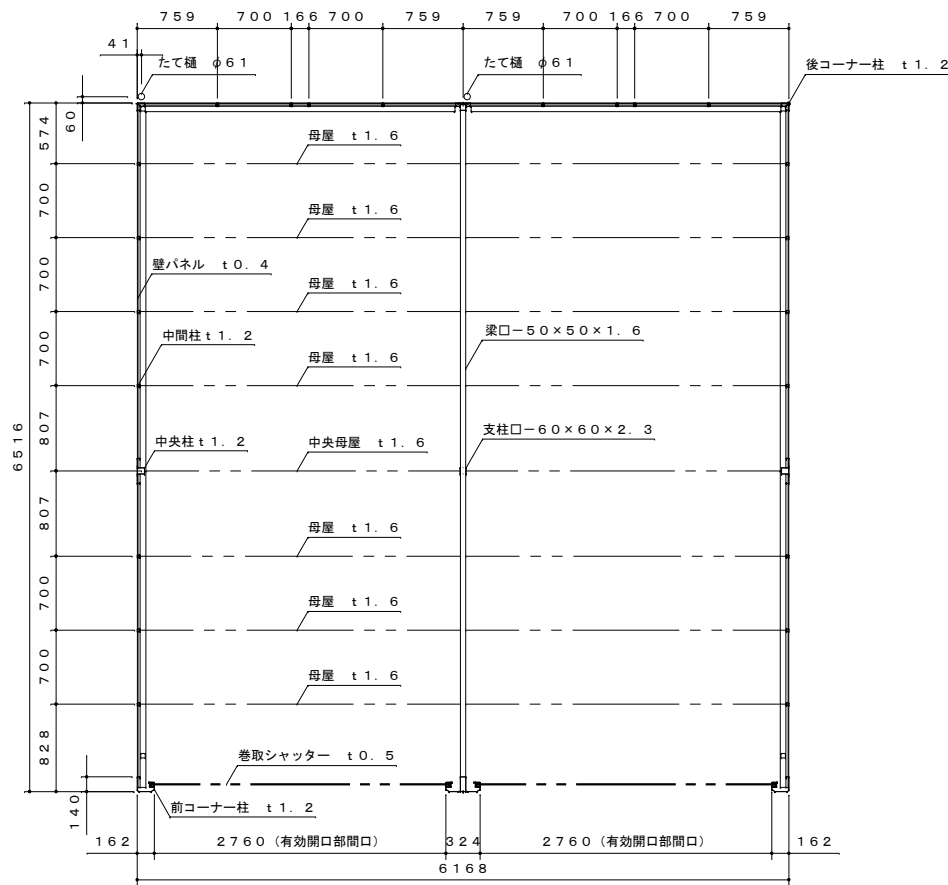 ７５９ ７００ １６６ ７００ ７５９ ７５９ ７００ １６６ ７００ ７５９
４１
たて樋　φ６１ たて樋　φ６１ 後コーナー柱　ｔ１．２
６０
５７４
母屋　ｔ１．６
７００
母屋　ｔ１．６
壁パネル　ｔ０．４
７００
母屋　ｔ１．６
中間柱ｔ１．２ 梁口－５０×５０×１．６
７００
母屋　ｔ１．６
８０７
６５１６
中央柱ｔ１．２ 中央母屋　ｔ１．６ 支柱口－６０×６０×２．３
８０７
母屋　ｔ１．６
７００
母屋　ｔ１．６
７００
母屋　ｔ１．６
８２８
巻取シャッター　ｔ０．５
１４０
前コーナー柱　ｔ１．２
１６２ ２７６０（有効開口部間口） ３２４ ２７６０（有効開口部間口） １６２
６１６８